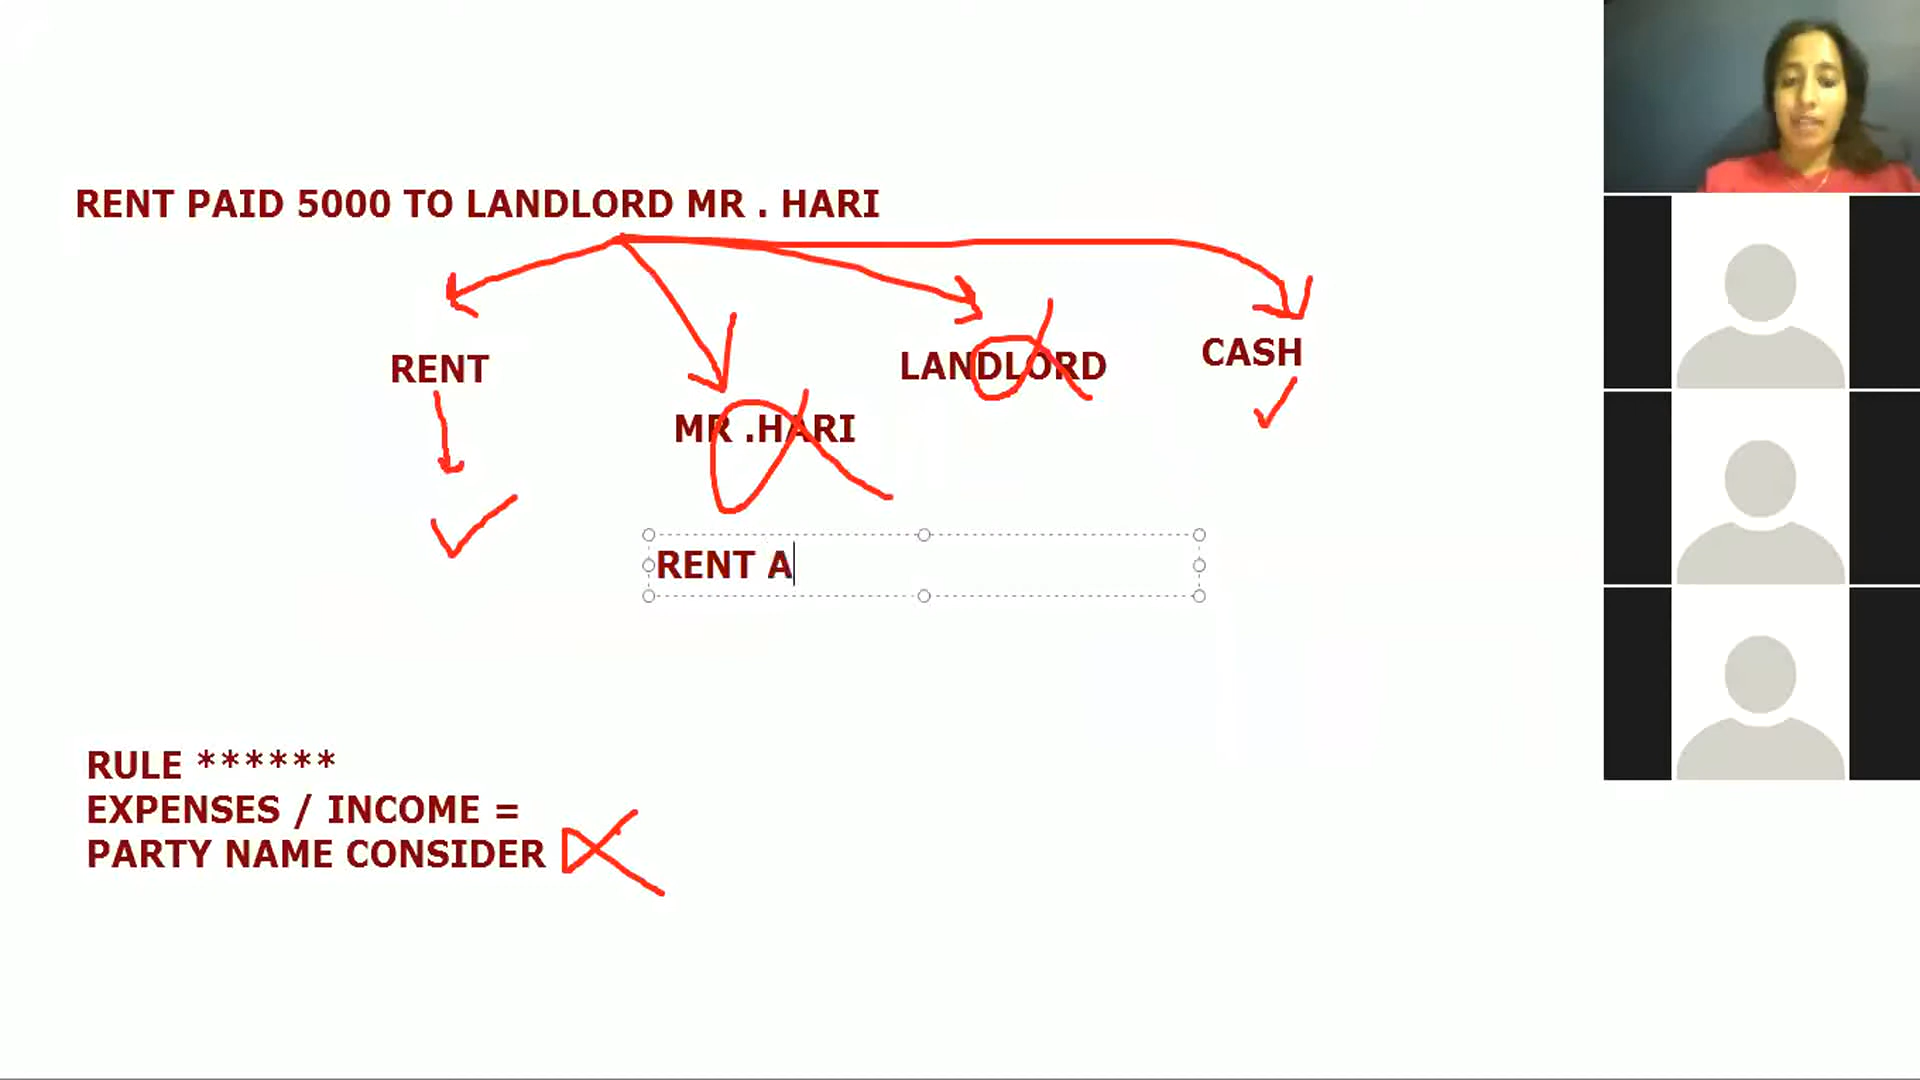 RENT PAID 5000 TO LANDLORD MR . HARI
RENT
MR .HARI
LANDLORD
CASH
RENT A
RULE ******
EXPENSES / INCOME =
PARTY NAME CONSIDER